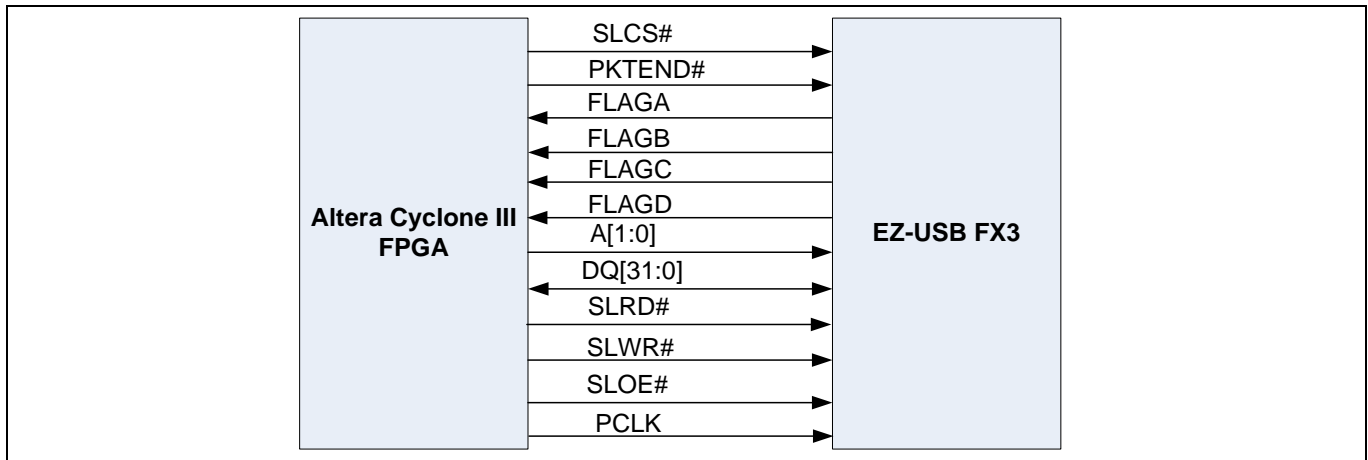 SLCS#
PKTEND#
FLAGA
FLAGB
FLAGC
FLAGD
A[1:0]
DQ[31:0]
SLRD#
SLWR#
SLOE#
PCLK
Altera Cyclone III
FPGA
EZ-USB FX3